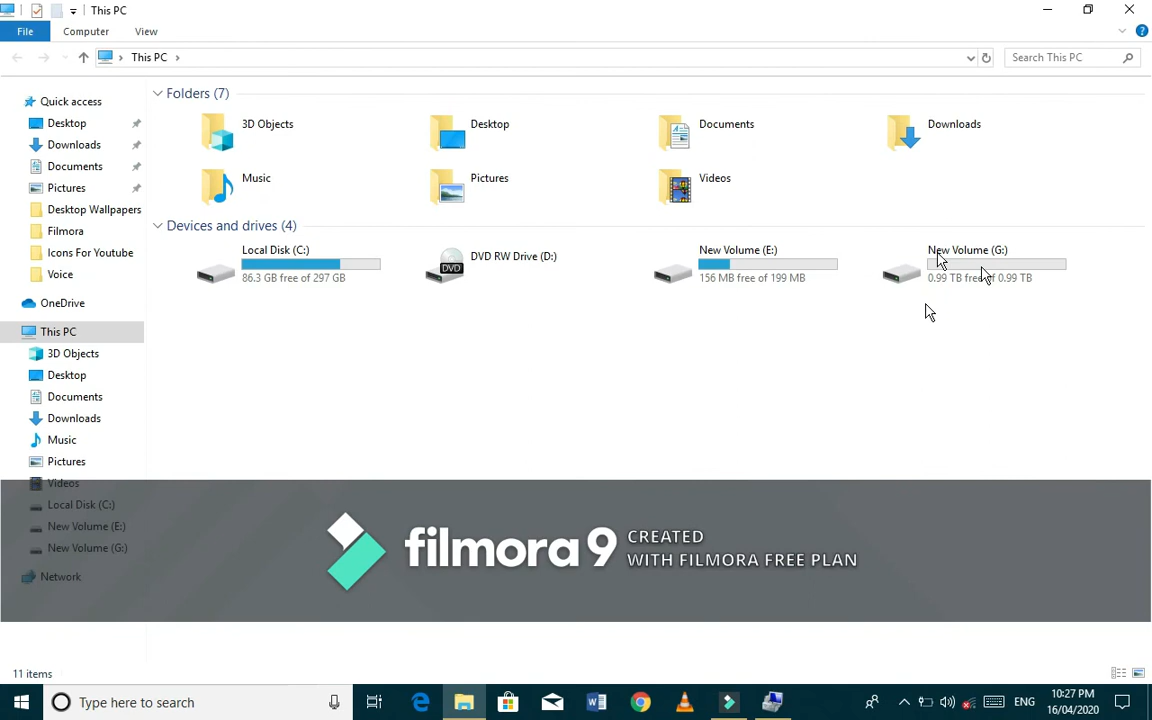 This PC
File Computer View
This PC
Search This PC
Quick access
Desktop
Downloads
Documents
Pictures
Desktop Wallpapers
Filmora
Icons For Youtube
Voice
OneDrive
This PC
3D Objects
Desktop
Documents
Downloads
Music
Pictures
Videos
Local Disk (C:)
New Volume (E:)
New Volume (G:)
Network
Folders (7)
3D Objects
Desktop
Documents
Downloads
Music
Pictures
Videos
Devices and drives (4)
Local Disk (C:)
86.3 GB free of 297 GB
DVD
DVD RW Drive (D:)
New Volume (E:)
156 MB free of 199 MB
New Volume (G:)
0.99 TB free of 0.99 TB
filmora 9
CREATED
WITH FILMORA FREE PLAN
11 items
Type here to search
ENG
10:27 PM
16/04/2020